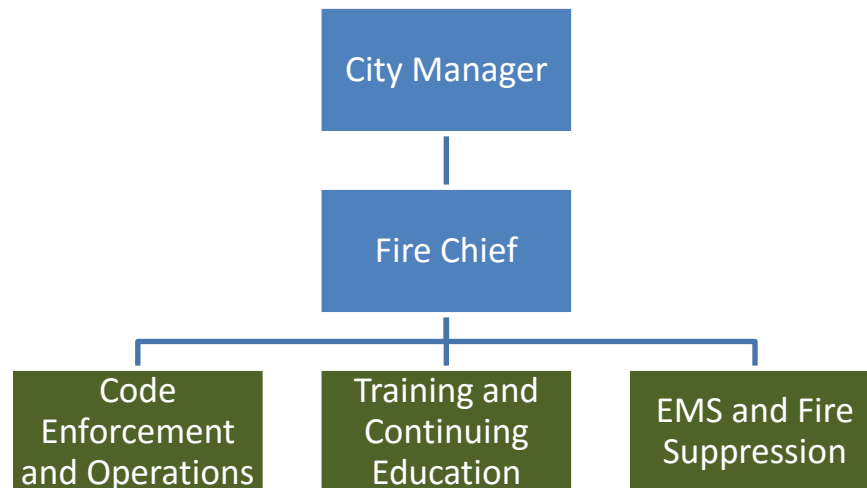 City Manager
Fire Chief
Code
Enforcement
and Operations
Training and
Continuing
Education
EMS and Fire
Suppression